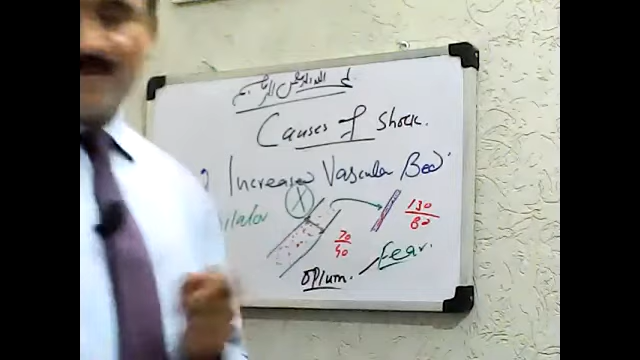 Causes of Shock.
Increased Vascular Bed
X
130
80
70
40
Fear.
opium.